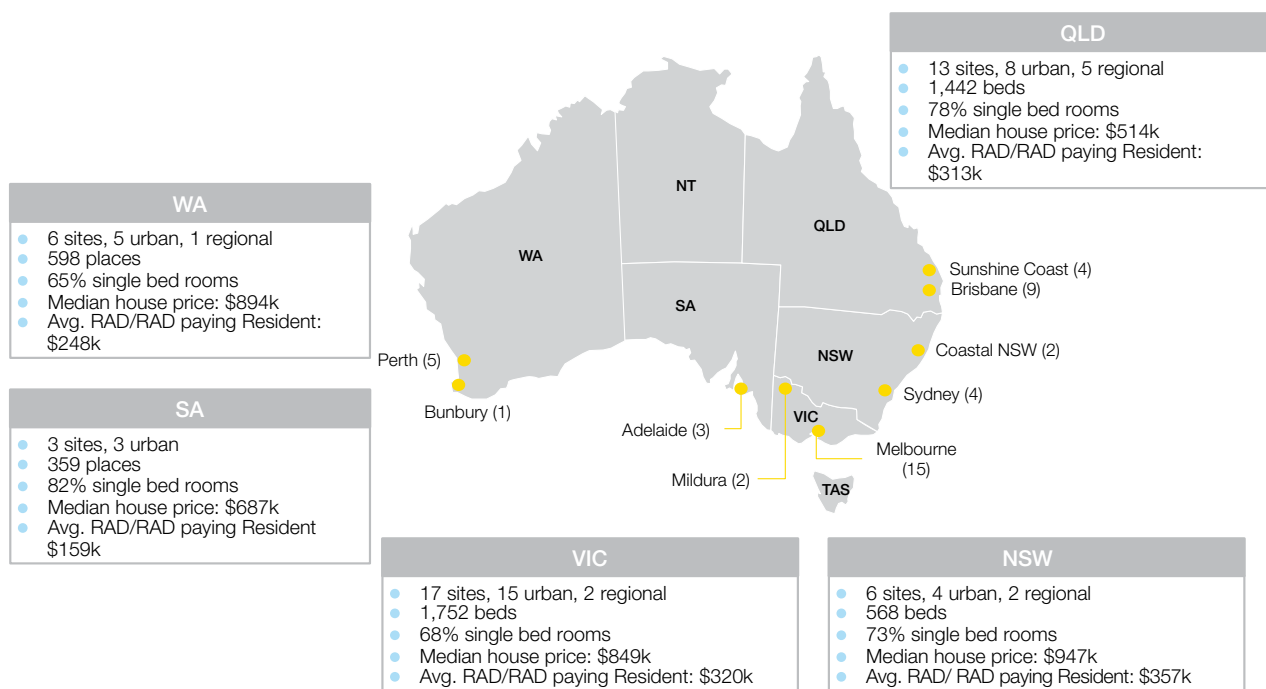 QLD
13 sites, 8 urban, 5 regional
1,442 beds
78% single bed rooms
Median house price: $514k
Avg. RAD/RAD paying Resident:
$313k
WA
6 sites, 5 urban, 1 regional
598 places
65% single bed rooms
Median house price: $894k
Avg. RAD/RAD paying Resident:
$248k
SA
3 sites, 3 urban
359 places
82% single bed rooms
Median house price: $687k
Avg. RAD/RAD paying Resident
$159k
NT
QLD
WA
SA
NSW
VIC
TAS
Sunshine Coast (4)
Brisbane (9)
Coastal NSW (2)
Sydney (4)
Perth (5)
Bunbury (1)
Adelaide (3)
Mildura (2)
Melbourne
(15)
VIC
17 sites, 15 urban, 2 regional
1,752 beds
68% single bed rooms
Median house price: $849k
Avg. RAD/RAD paying Resident: $320k
NSW
6 sites, 4 urban, 2 regional
568 beds
73% single bed rooms
Median house price: $947k
Avg. RAD/ RAD paying Resident: $357k